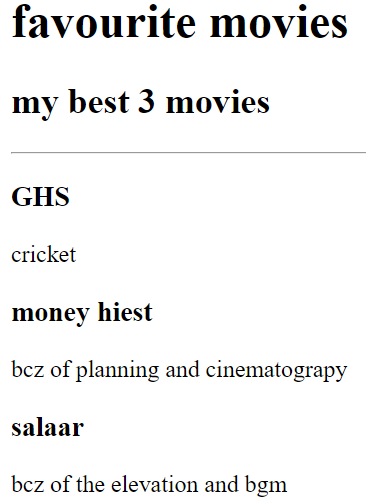 favourite movies
my best 3 movies
GHS
cricket
money hiest
bcz of planning and cinematograpy
salaar
bcz of the elevation and bgm